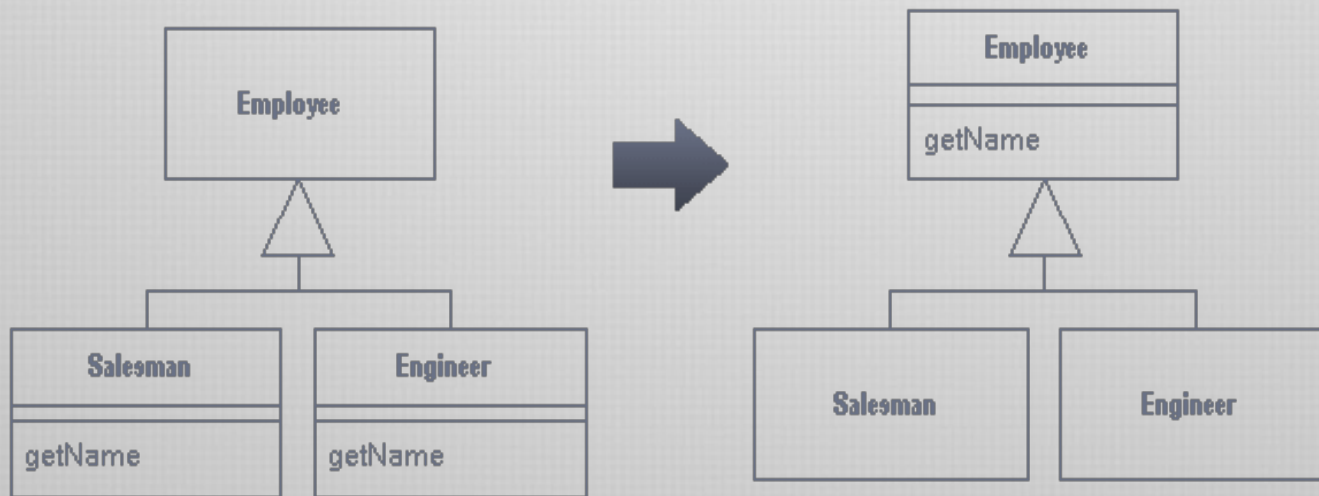 Employee
Salesman
getName
Engineer
getName
Employee
getName
Salesman
Engineer